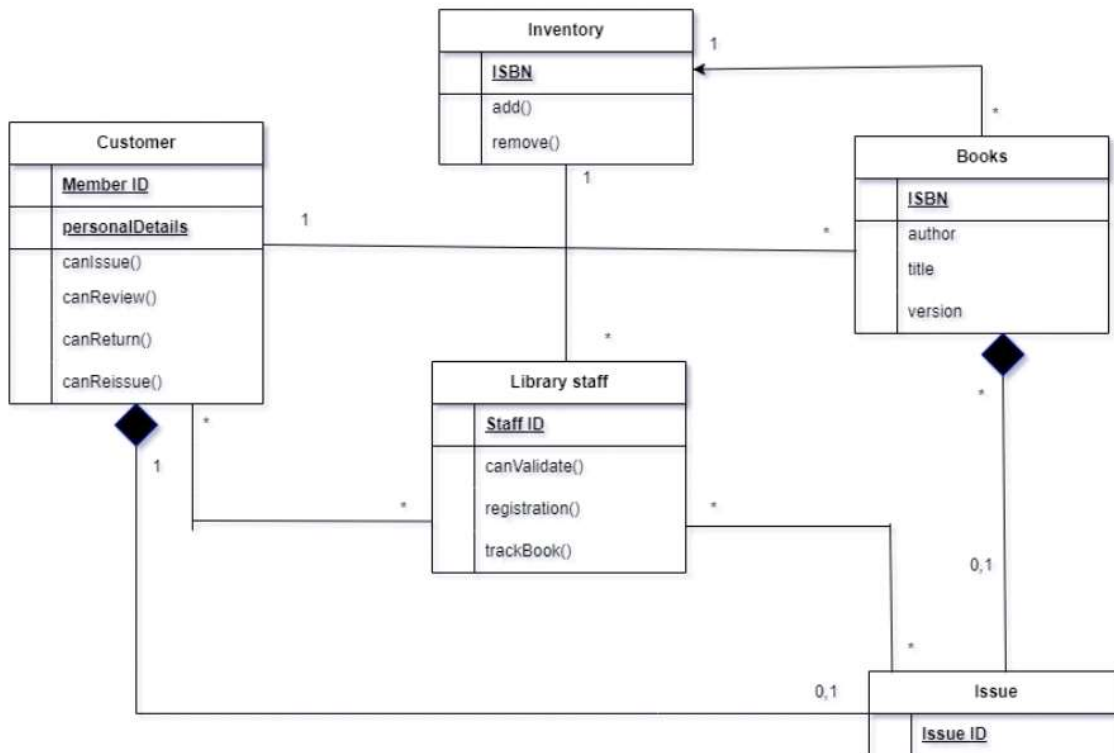 Inventory
ISBN
add()
remove()
1
*
1
Customer
Member ID
personalDetails
canIssue()
canReview()
canReturn()
canReissue()
1
*
Books
ISBN
author
title
version
*
Library staff
Staff ID
canValidate()
registration()
trackBook()
*
1
*
*
*
0,1
*
0,1
Issue
Issue ID